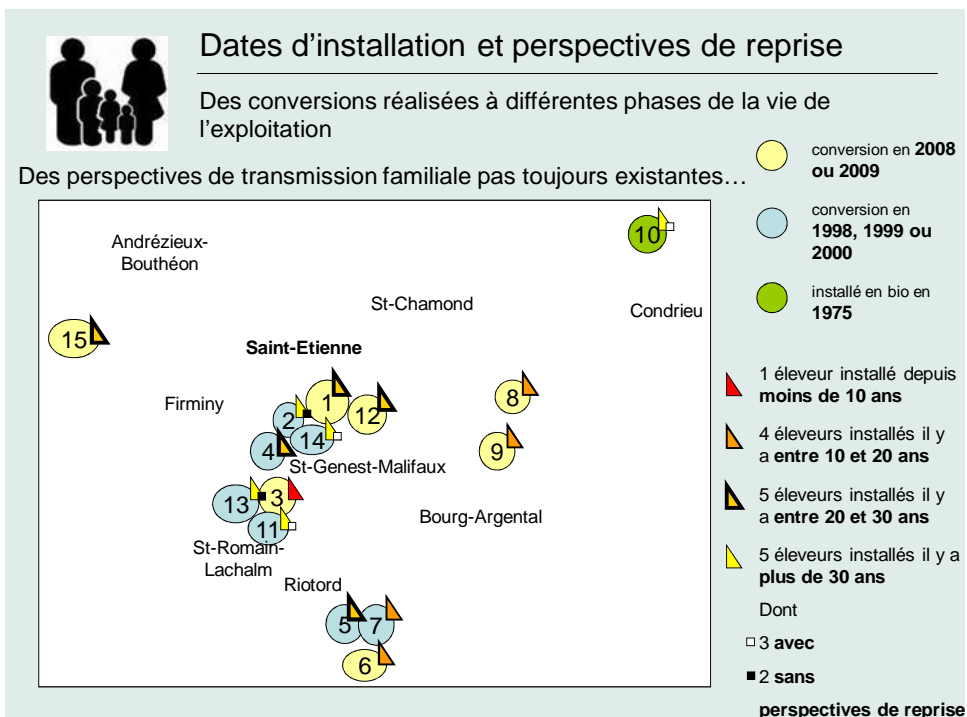 Dates d'installation et perspectives de reprise
Des conversions réalisées à différentes phases de la vie de
l'exploitation
Des perspectives de transmission familiale pas toujours existantes…
conversion en 2008
ou 2009
conversion en
1998, 1999 ou
2000
installé en bio en
1975
Andrézieux-
Bouthéon
10
St-Chamond
Condrieu
15
Saint-Etienne
Firminy
1
2
12
8
14
4
9
St-Genest-Malifaux
13
3
11
Bourg-Argental
St-Romain-
Lachalm
Riotord
5
7
6
1 éleveur installé depuis
moins de 10 ans
4 éleveurs installés il y
a entre 10 et 20 ans
5 éleveurs installés il y
a entre 20 et 30 ans
5 éleveurs installés il y a
plus de 30 ans
Dont
3 avec
2 sans
perspectives de reprise